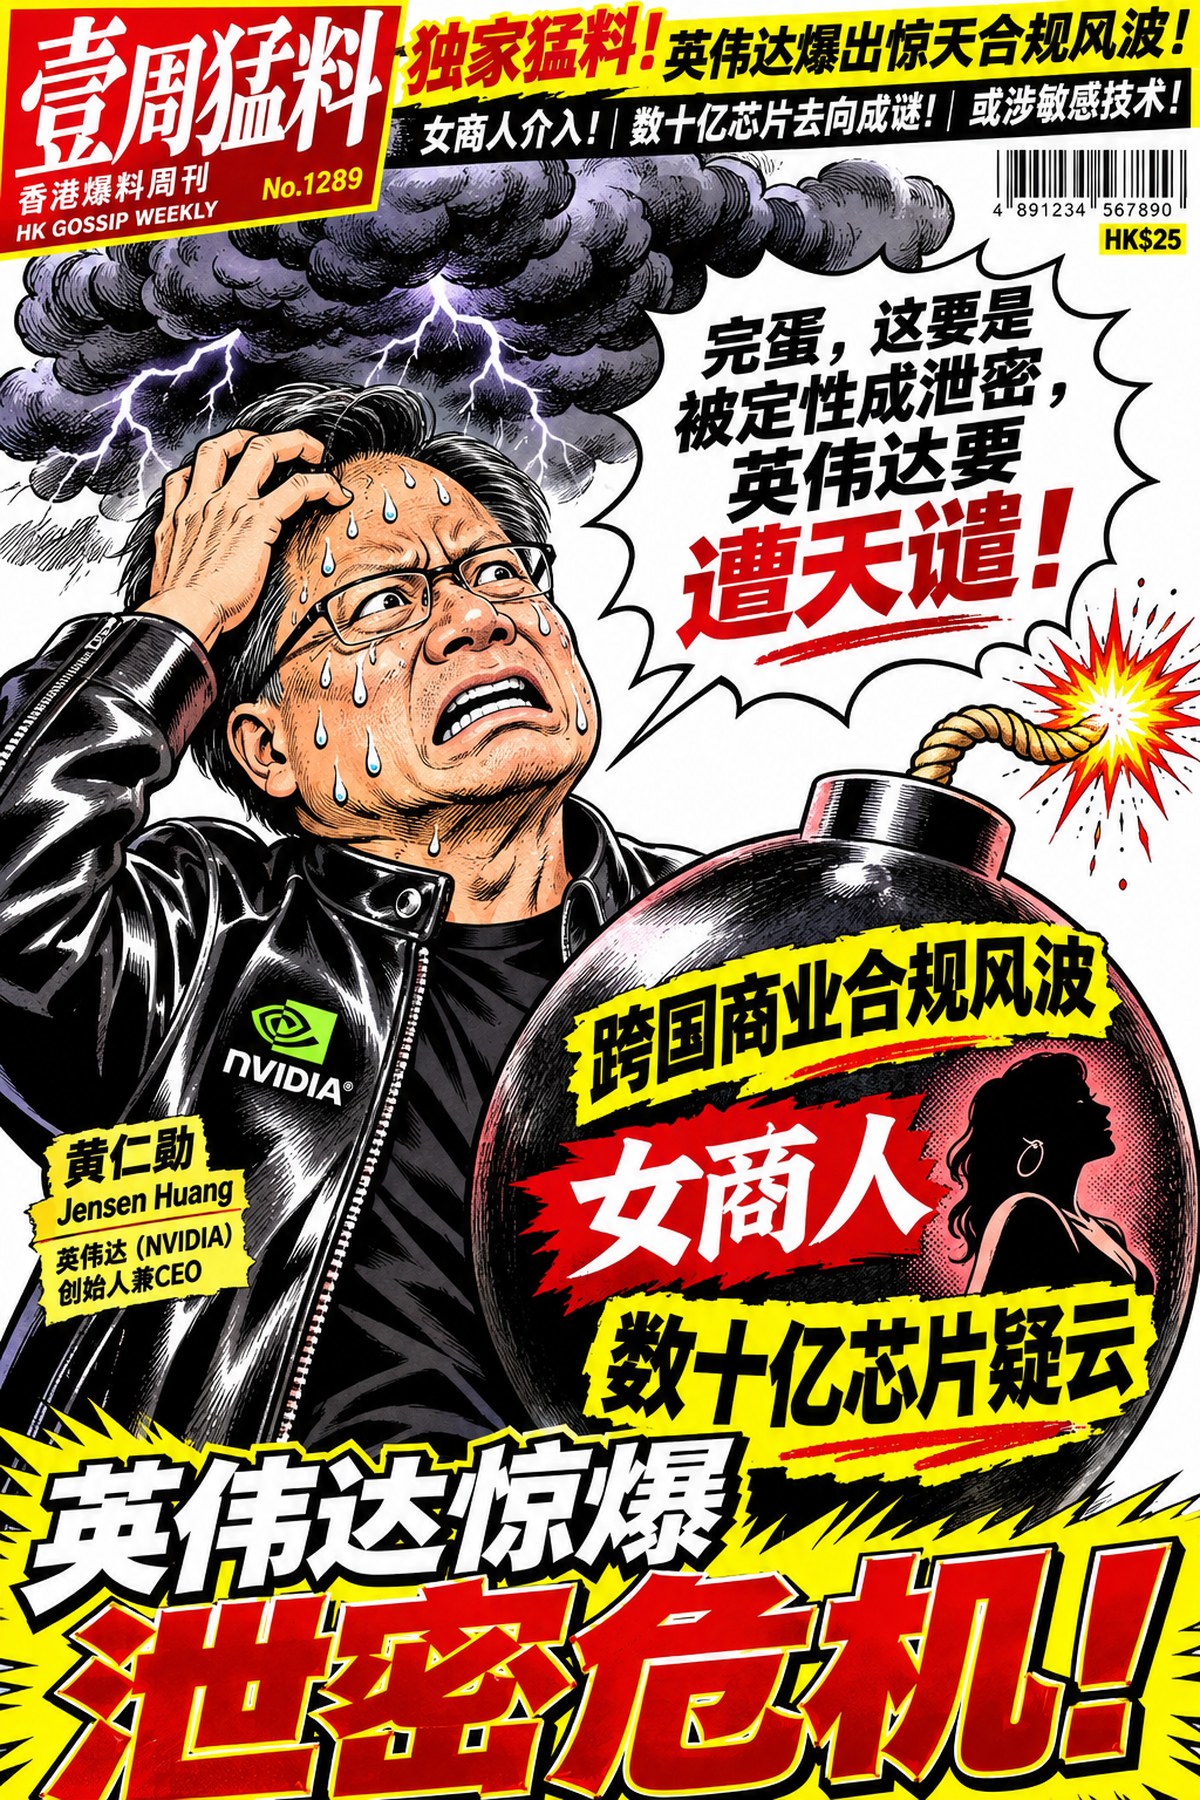 壹周猛料
香港爆料周刊
HK GOSSIP WEEKLY
No.1289
独家猛料！英伟达爆出惊天合规风波！
女商人介入！｜数十亿芯片去向成谜！｜或涉敏感技术！
4 891234 567890
HK$25
完蛋，这要是
被定性成泄密，
英伟达要
遭天谴！
NVIDIA®
黄仁勋
Jensen Huang
英伟达（NVIDIA）
创始人兼CEO
跨国商业合规风波
女商人
数十亿芯片疑云
英伟达惊爆
泄密危机！